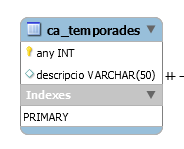 ca_temporades
any INT
descripcio VARCHAR(50)
Indexes
PRIMARY